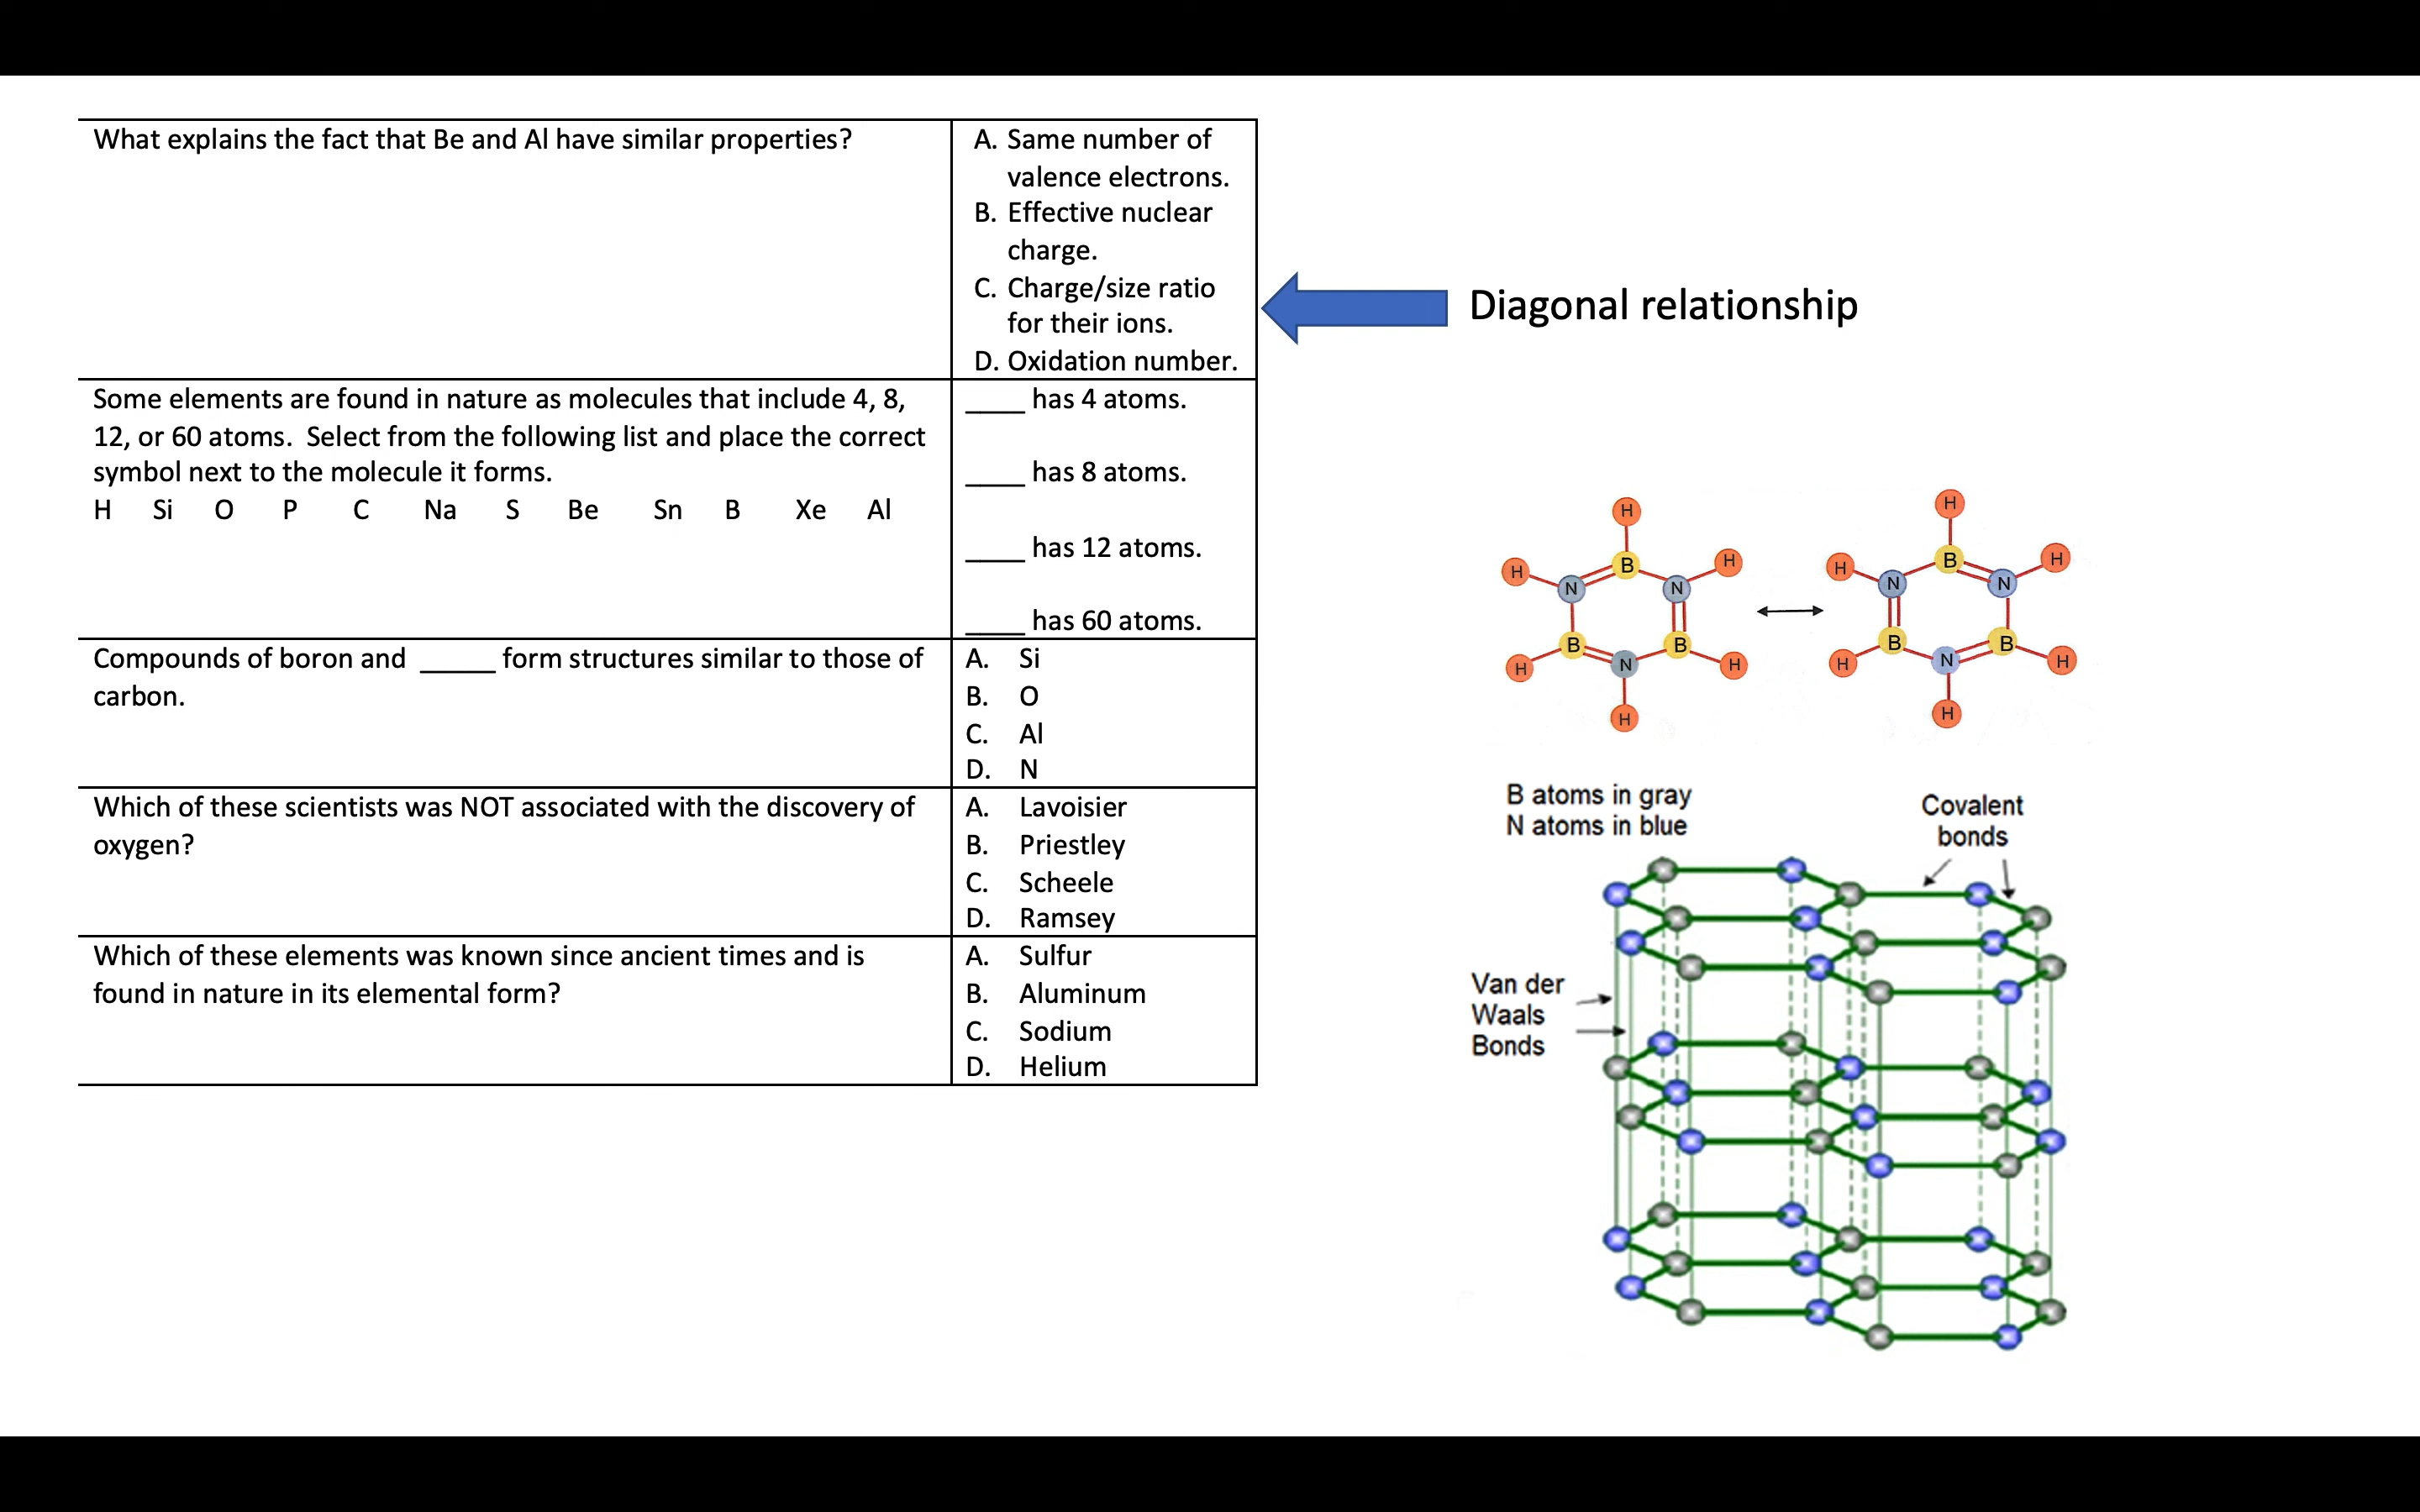 What explains the fact that Be and Al have similar properties?
A. Same number of
valence electrons.
B. Effective nuclear
charge.
C. Charge/size ratio
for their ions.
D. Oxidation number.
Diagonal relationship
Some elements are found in nature as molecules that include 4, 8,
12, or 60 atoms. Select from the following list and place the correct
symbol next to the molecule it forms.
H Si O P C Na S Be Sn B Xe Al
____ has 4 atoms.
____ has 8 atoms.
____ has 12 atoms.
____ has 60 atoms.
Compounds of boron and _____ form structures similar to those of
carbon.
A. Si
B. O
C. Al
D. N
Which of these scientists was NOT associated with the discovery of
oxygen?
A. Lavoisier
B. Priestley
C. Scheele
D. Ramsey
Which of these elements was known since ancient times and is
found in nature in its elemental form?
A. Sulfur
B. Aluminum
C. Sodium
D. Helium
H
H B H
N N
B B
H N H
H
H
H B H
N N
B B
H N H
H
B atoms in gray
N atoms in blue
Covalent
bonds
Van der
Waals
Bonds